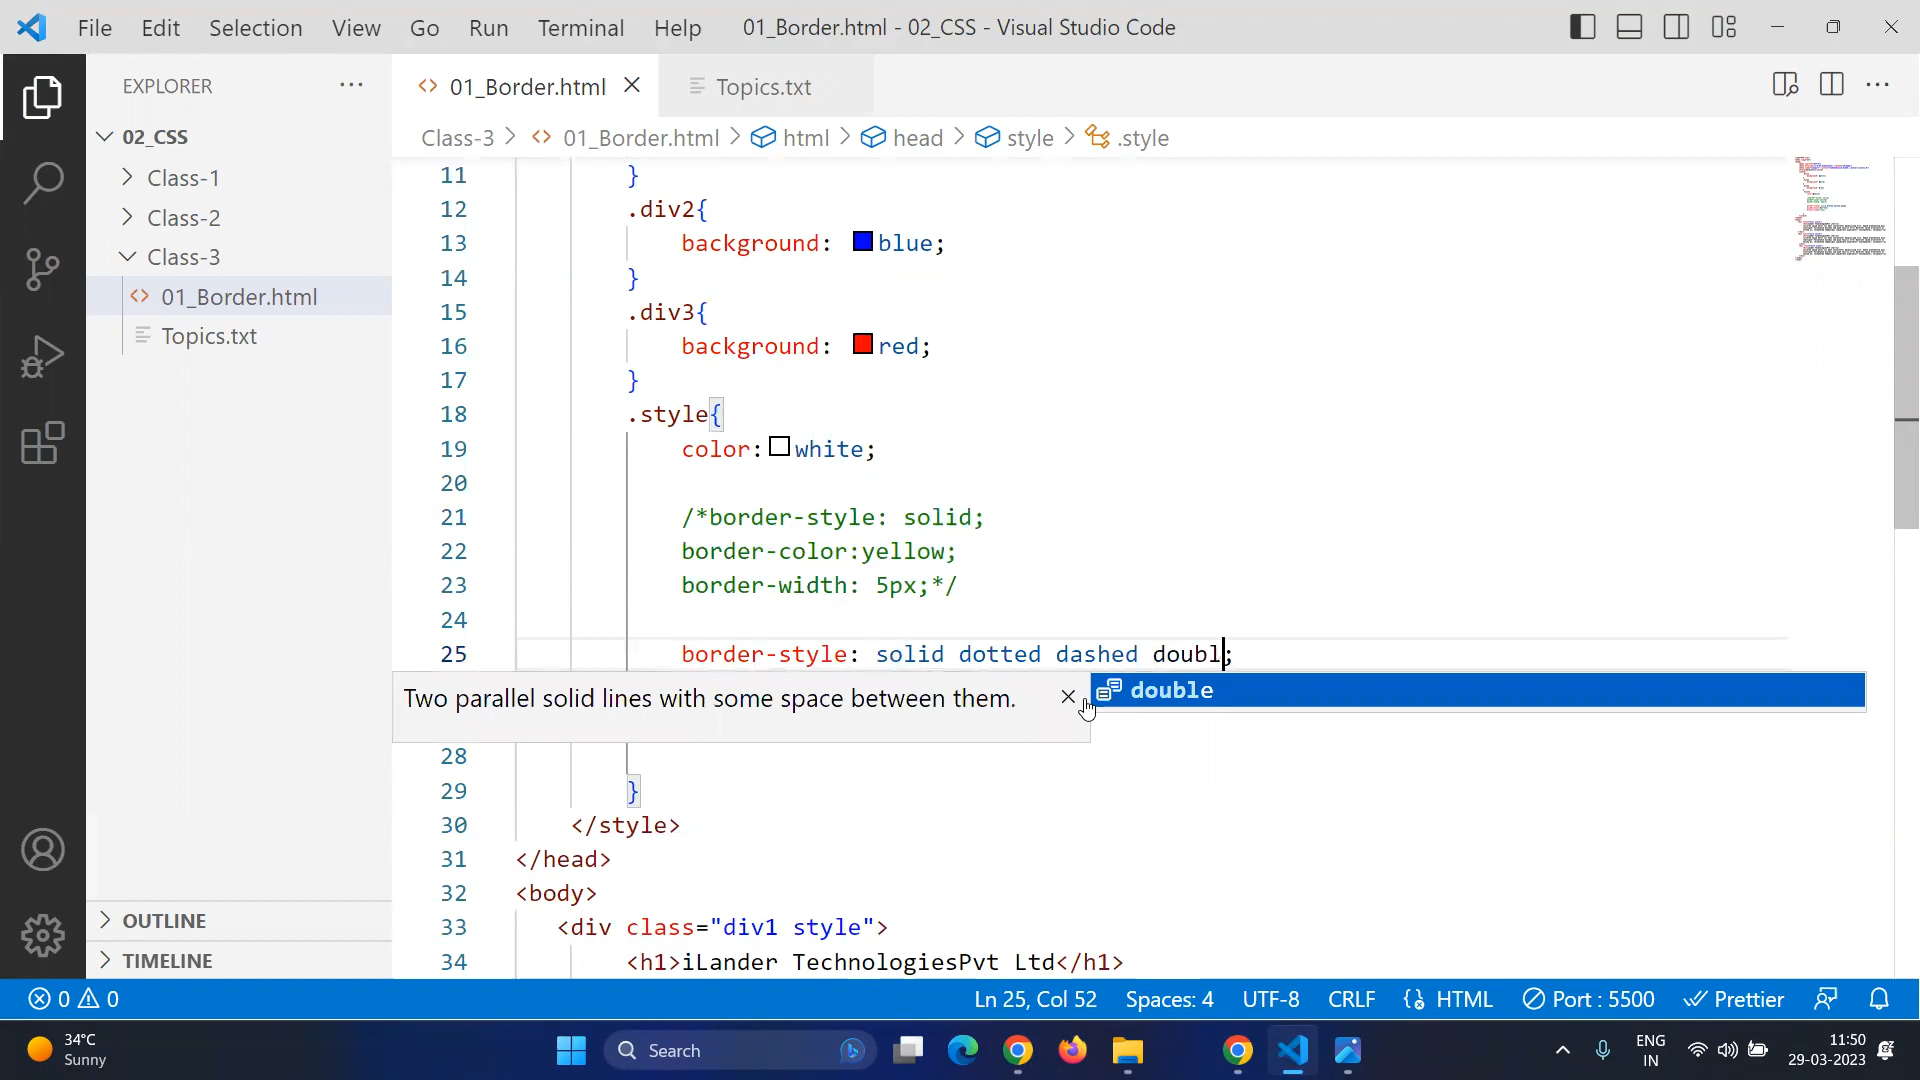 File Edit Selection View Go Run Terminal Help 01_Border.html - 02_CSS - Visual Studio Code
EXPLORER
02_CSS
Class-1
Class-2
Class-3
01_Border.html
Topics.txt
OUTLINE
TIMELINE
01_Border.html Topics.txt
Class-3 > 01_Border.html > html > head > style > .style
11 }
12 .div2{
13 background: blue;
14 }
15 .div3{
16 background: red;
17 }
18 .style{
19 color: white;
20
21 /*border-style: solid;
22 border-color:yellow;
23 border-width: 5px;*/
24
25 border-style: solid dotted dashed doubl;
Two parallel solid lines with some space between them. double
28
29 }
30 </style>
31 </head>
32 <body>
33 <div class="div1 style">
34 <h1>iLander TechnologiesPvt Ltd</h1>
0 0 Ln 25, Col 52 Spaces: 4 UTF-8 CRLF HTML Port : 5500 Prettier
34°C
Sunny
Search
ENG
IN
11:50
29-03-2023